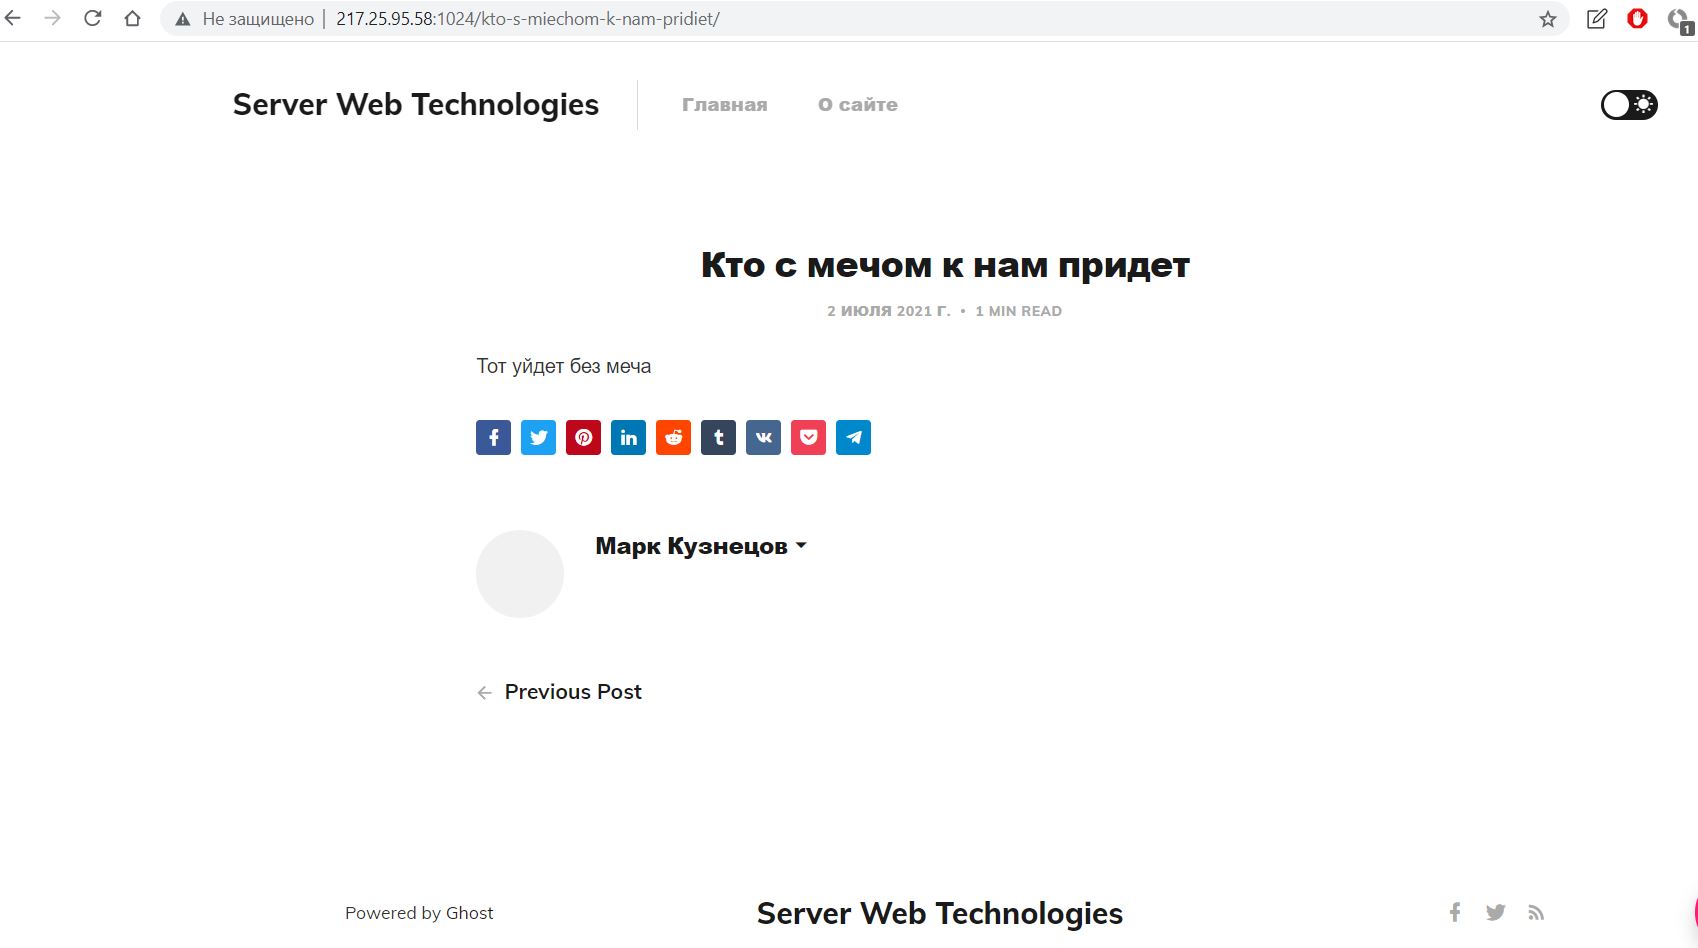 Не защищено | 217.25.95.58:1024/kto-s-miechom-k-nam-pridiet/
1
Server Web Technologies
Главная
О сайте
Кто с мечом к нам придет
2 ИЮЛЯ 2021 Г. • 1 MIN READ
Тот уйдет без меча
Марк Кузнецов
← Previous Post
Powered by Ghost
Server Web Technologies